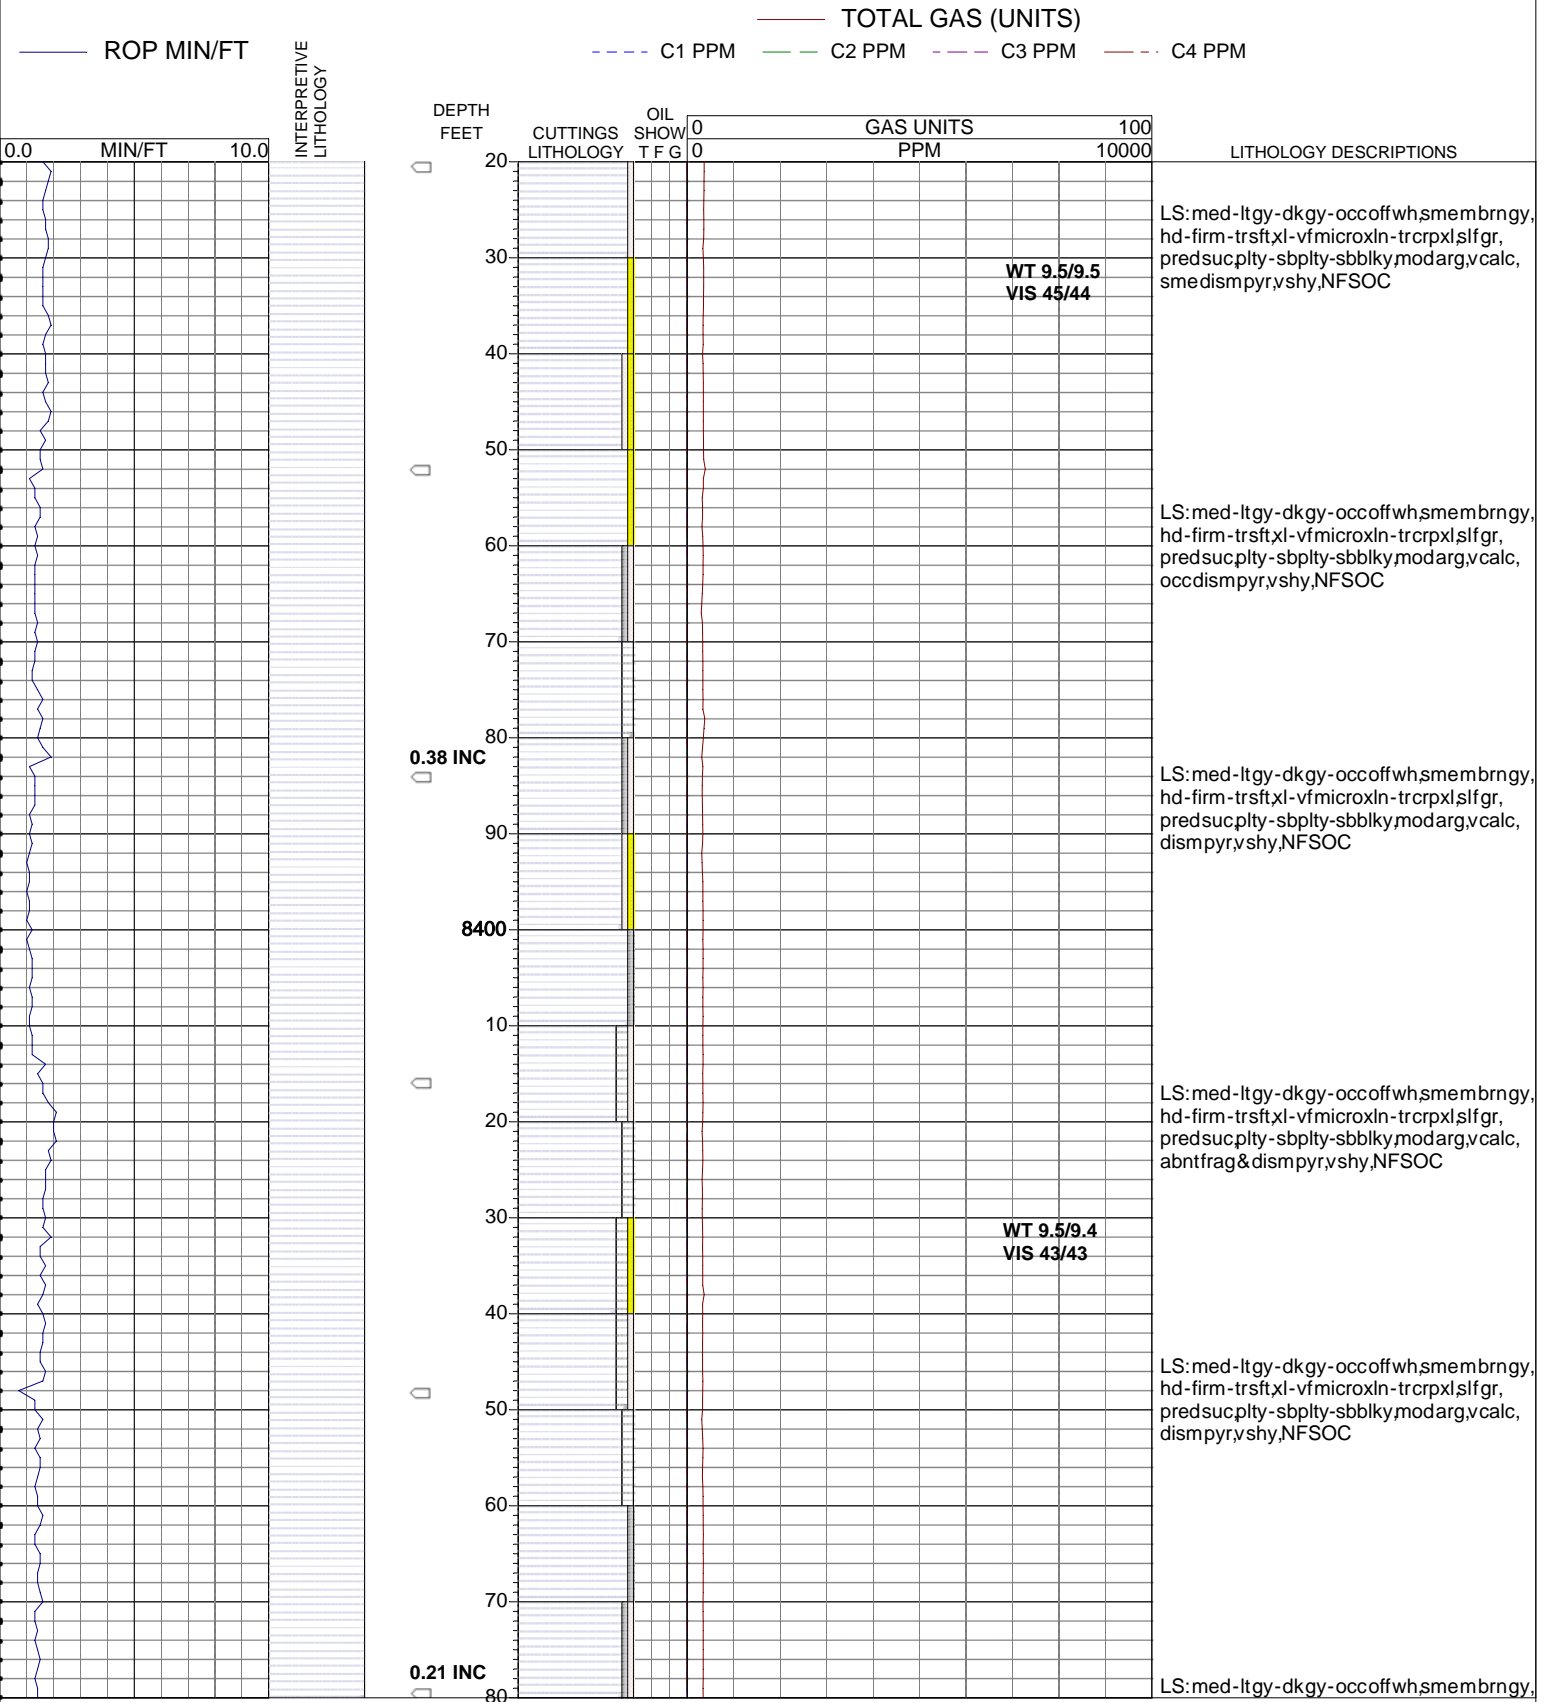 TOTAL GAS (UNITS)
ROP MIN/FT
C1 PPM C2 PPM C3 PPM C4 PPM
INTERPRETIVE
LITHOLOGY
DEPTH
FEET
CUTTINGS
LITHOLOGY
OIL
SHOW
T F G
0 GAS UNITS 100
0.0 MIN/FT 10.0
0 PPM 10000
LITHOLOGY DESCRIPTIONS
20
LS:med-ltgy-dkgy-occoffwh,smembrngy,
hd-firm-trsft,xl-vfmicroxln-trcrpxl,slfgr,
predsuc,plty-sbplty-sbblky,modarg,vcalc,
smedismpyr,vshy,NFSOC
30
WT 9.5/9.5
VIS 45/44
40
50
LS:med-ltgy-dkgy-occoffwh,smembrngy,
hd-firm-trsft,xl-vfmicroxln-trcrpxl,slfgr,
predsuc,plty-sbplty-sbblky,modarg,vcalc,
occdismpyr,vshy,NFSOC
60
70
80
0.38 INC
LS:med-ltgy-dkgy-occoffwh,smembrngy,
hd-firm-trsft,xl-vfmicroxln-trcrpxl,slfgr,
predsuc,plty-sbplty-sbblky,modarg,vcalc,
dismpyr,vshy,NFSOC
90
8400
10
LS:med-ltgy-dkgy-occoffwh,smembrngy,
hd-firm-trsft,xl-vfmicroxln-trcrpxl,slfgr,
predsuc,plty-sbplty-sbblky,modarg,vcalc,
abntfrag&dismpyr,vshy,NFSOC
20
30
WT 9.5/9.4
VIS 43/43
40
LS:med-ltgy-dkgy-occoffwh,smembrngy,
hd-firm-trsft,xl-vfmicroxln-trcrpxl,slfgr,
predsuc,plty-sbplty-sbblky,modarg,vcalc,
dismpyr,vshy,NFSOC
50
60
70
0.21 INC
LS:med-ltgy-dkgy-occoffwh,smembrngy,
80